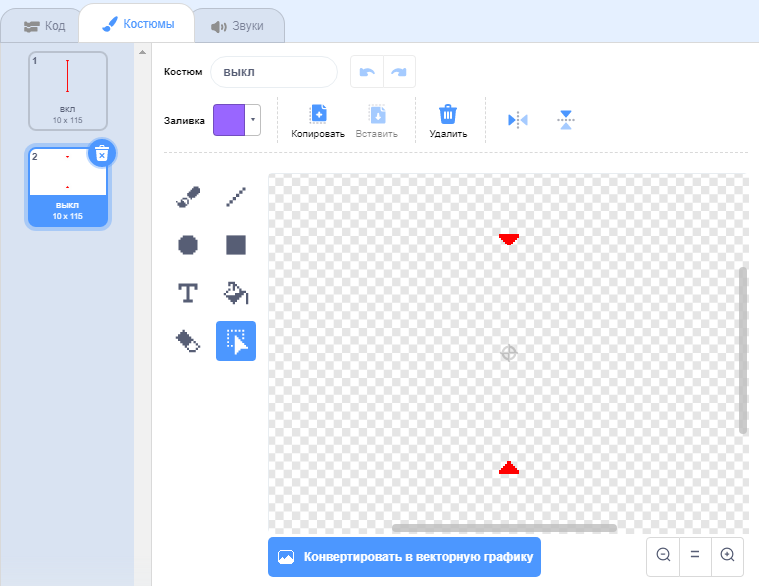 Код
Костюмы
Звуки
1
вкл
10 x 115
2
выкл
10 x 115
Костюм
выкл
Заливка
Копировать
Вставить
Удалить
T
Конвертировать в векторную графику